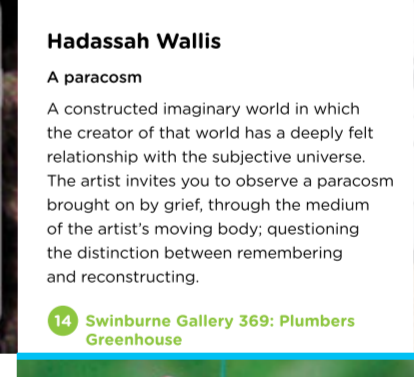 Hadassah Wallis
A paracosm
A constructed imaginary world in which
the creator of that world has a deeply felt
relationship with the subjective universe.
The artist invites you to observe a paracosm
brought on by grief, through the medium
of the artist's moving body; questioning
the distinction between remembering
and reconstructing.
14 Swinburne Gallery 369: Plumbers
Greenhouse